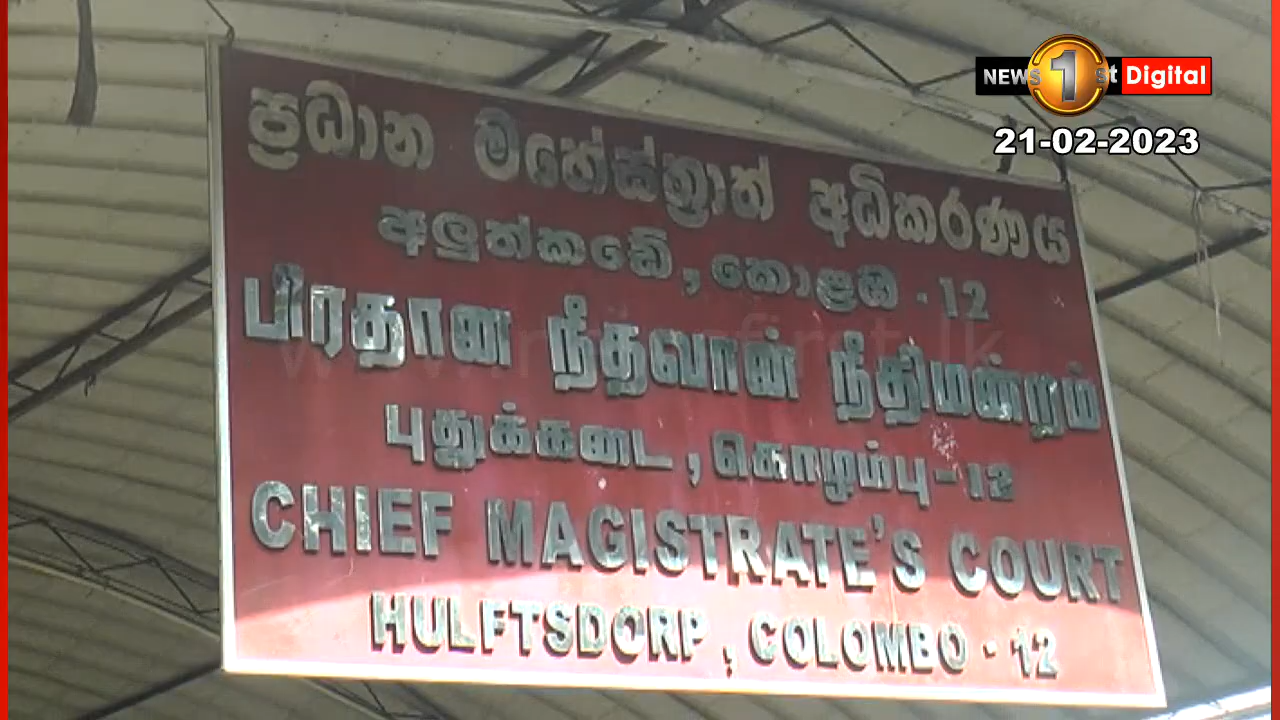 NEWS 1st Digital
21-02-2023
ප්‍රධාන මහේස්ත්‍රාත් අධිකරණය
අලුත්කඩේ, කොළඹ - 12
பிரதான நீதவான் நீதிமன்றம்
புதுக்கடை, கொழும்பு - 12
CHIEF MAGISTRATE'S COURT
HULFTSDORP, COLOMBO - 12